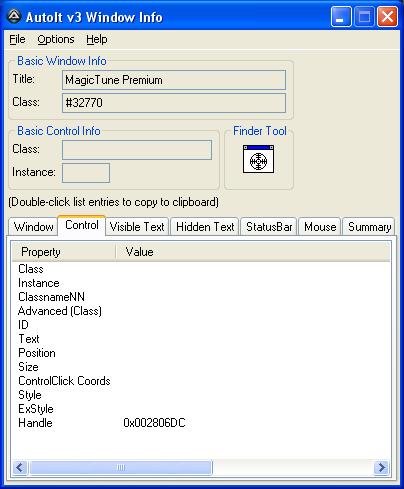 AutoIt v3 Window Info
File Options Help
Basic Window Info
Title: MagicTune Premium
Class: #32770
Basic Control Info Finder Tool
Class:
Instance:
(Double-click list entries to copy to clipboard)
Window Control Visible Text Hidden Text StatusBar Mouse Summary
Property Value
Class
Instance
ClassnameNN
Advanced (Class)
ID
Text
Position
Size
ControlClick Coords
Style
ExStyle
Handle 0x002806DC